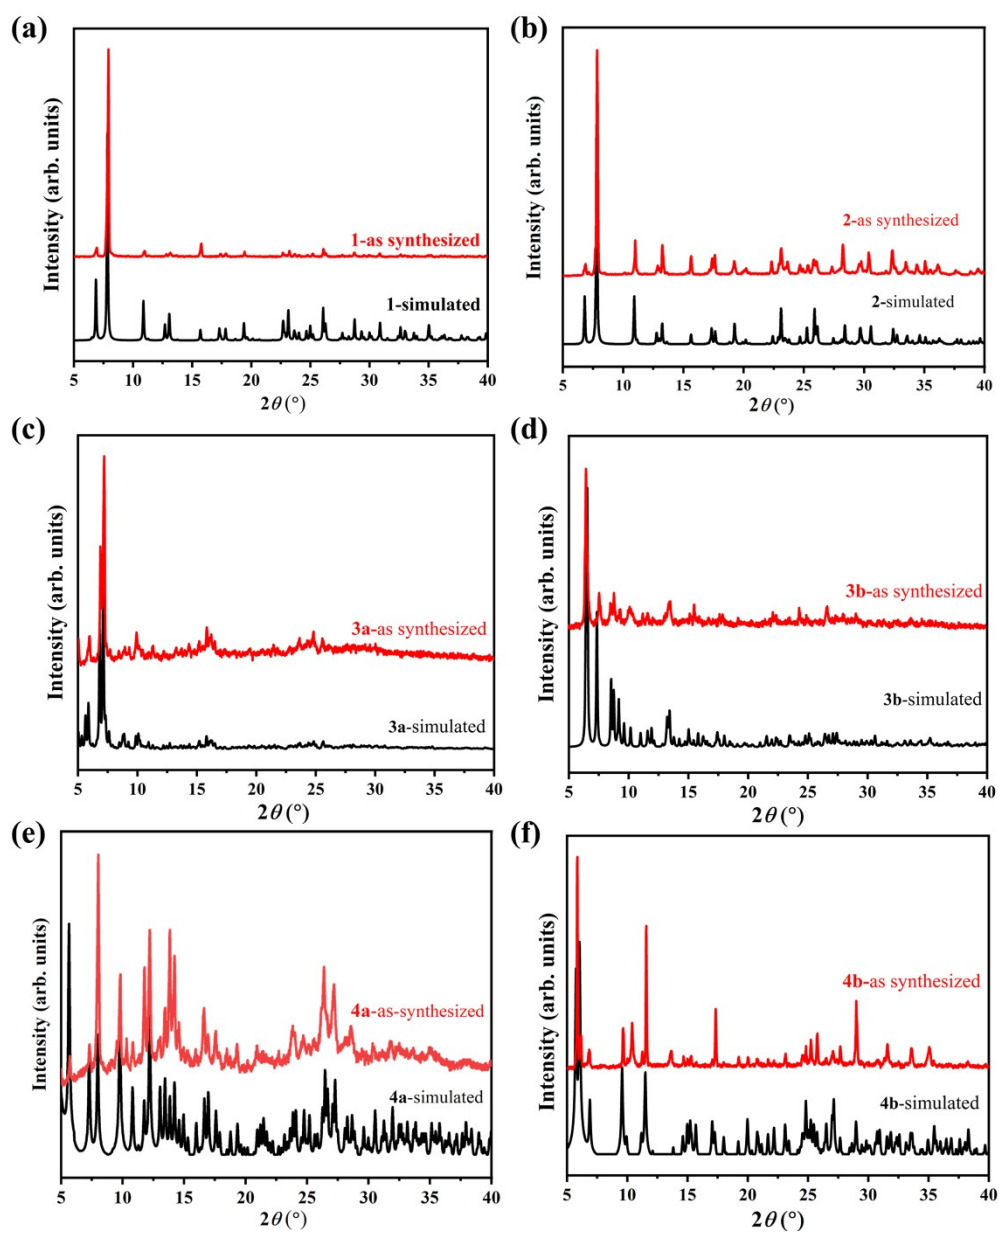 (a)
Intensity (arb. units)
1-as synthesized
1-simulated
5 10 15 20 25 30 35 40
2θ (°)
(b)
Intensity (arb. units)
2-as synthesized
2-simulated
5 10 15 20 25 30 35 40
2θ (°)
(c)
Intensity (arb. units)
3a-as synthesized
3a-simulated
5 10 15 20 25 30 35 40
2θ (°)
(d)
Intensity (arb. units)
3b-as synthesized
3b-simulated
5 10 15 20 25 30 35 40
2θ (°)
(e)
Intensity (arb. units)
4a-as-synthesized
4a-simulated
5 10 15 20 25 30 35 40
2θ (°)
(f)
Intensity (arb. units)
4b-as synthesized
4b-simulated
5 10 15 20 25 30 35 40
2θ (°)